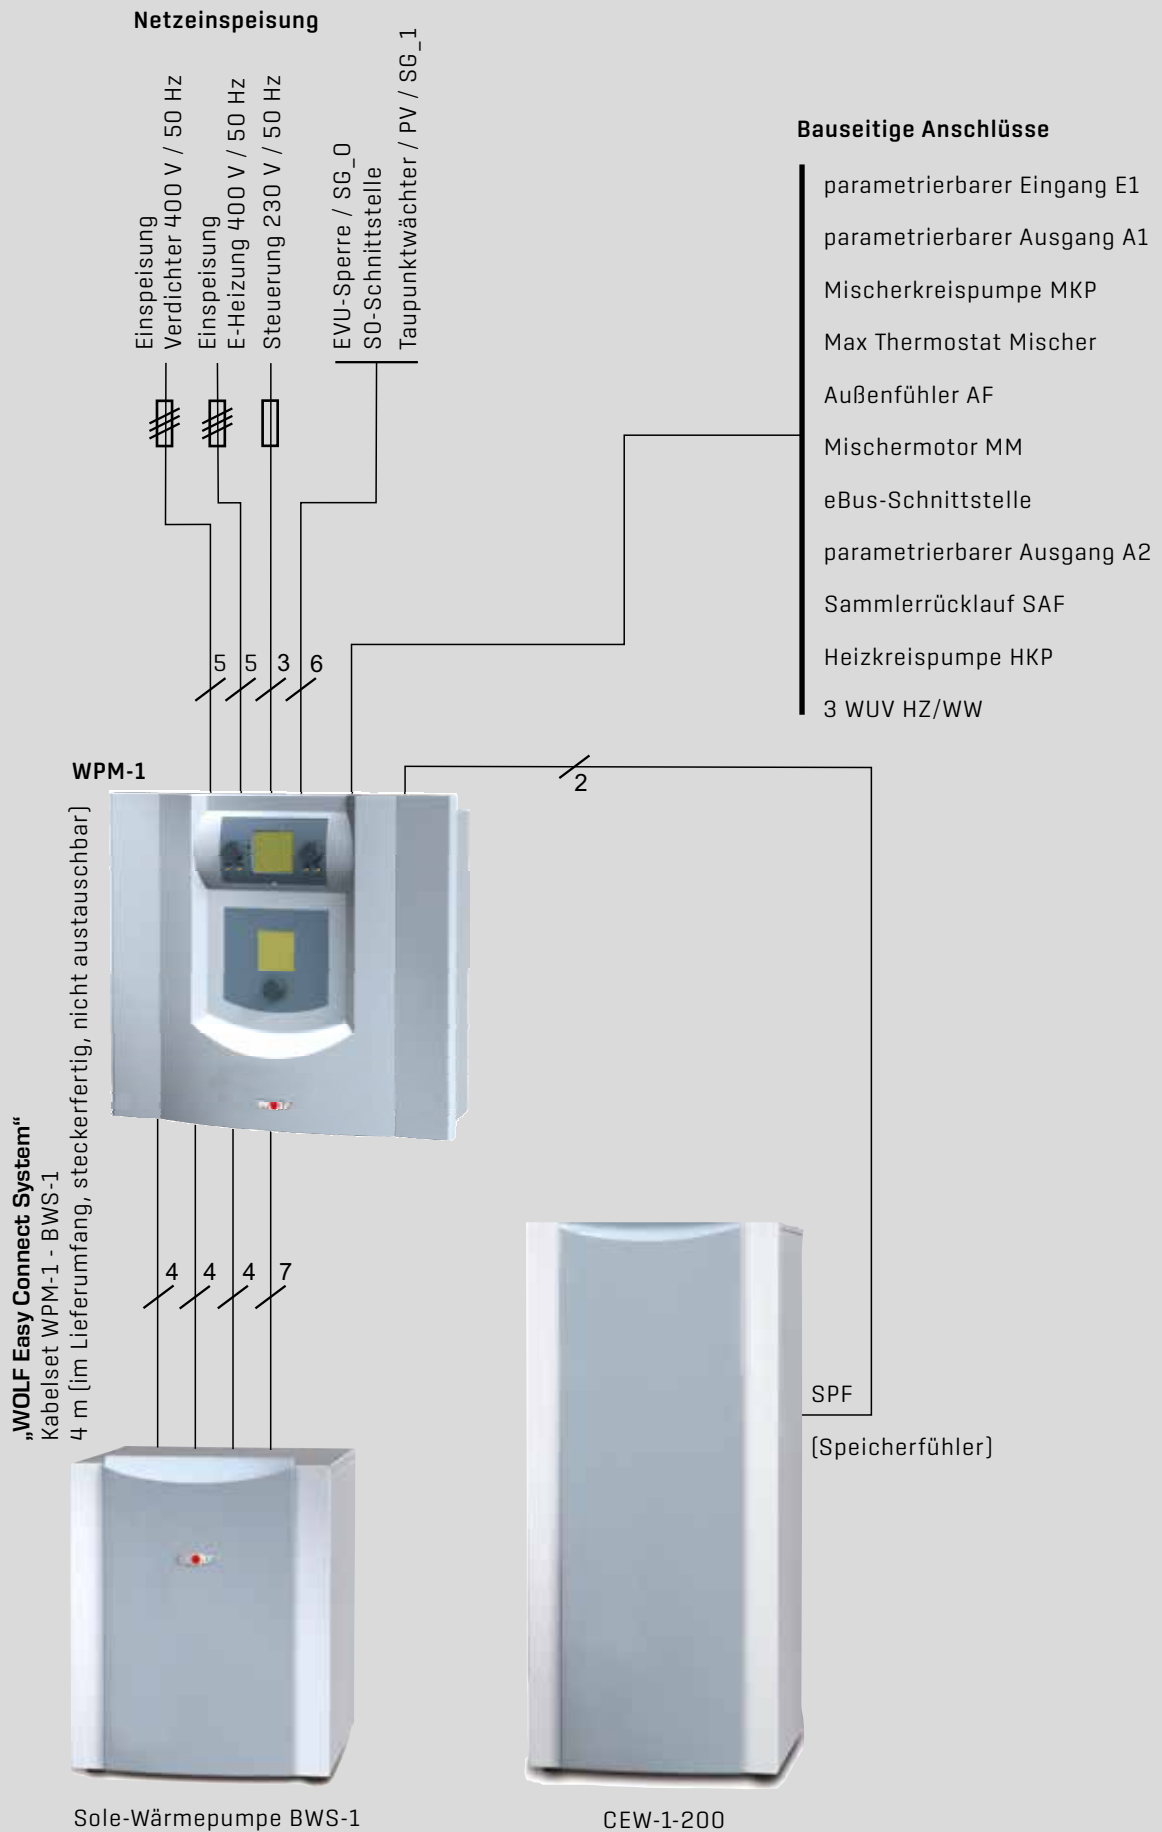 Netzeinspeisung
Einspeisung
Verdichter 400 V / 50 Hz
Einspeisung
E-Heizung 400 V / 50 Hz
Steuerung 230 V / 50 Hz
EVU-Sperre / SG_0
S0-Schnittstelle
Taupunktwächter / PV / SG_1
Bauseitige Anschlüsse
parametrierbarer Eingang E1
parametrierbarer Ausgang A1
Mischerkreispumpe MKP
Max Thermostat Mischer
Außenfühler AF
Mischermotor MM
eBus-Schnittstelle
parametrierbarer Ausgang A2
Sammlerrücklauf SAF
Heizkreispumpe HKP
3 WUV HZ/WW
5 5 3 6
WPM-1
2
WOLF
„WOLF Easy Connect System“
Kabelset WPM-1 - BWS-1
4 m (im Lieferumfang, steckerfertig, nicht austauschbar)
4 4 4 7
SPF
(Speicherfühler)
Sole-Wärmepumpe BWS-1
CEW-1-200